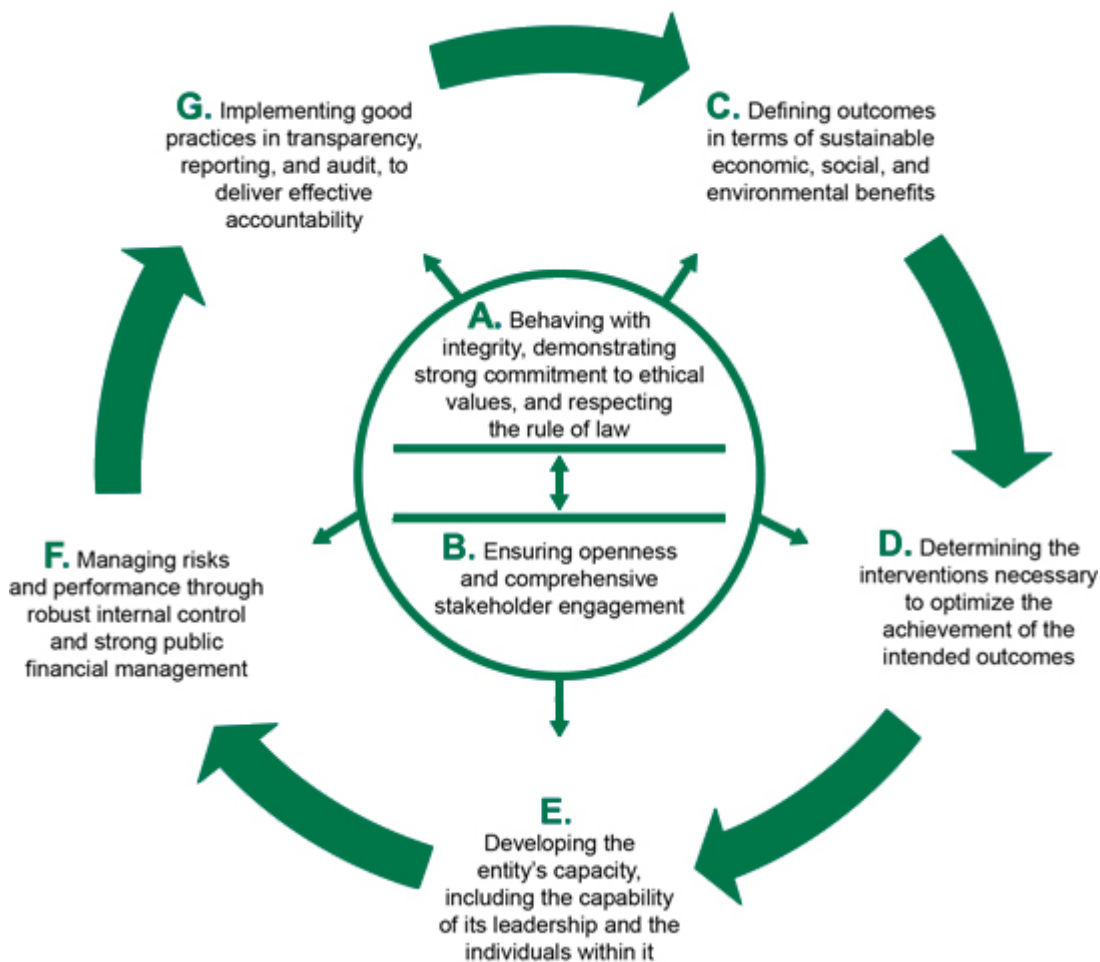 G. Implementing good
practices in transparency,
reporting, and audit, to
deliver effective
accountability
C. Defining outcomes
in terms of sustainable
economic, social, and
environmental benefits
A. Behaving with
integrity, demonstrating
strong commitment to ethical
values, and respecting
the rule of law
B. Ensuring openness
and comprehensive
stakeholder engagement
D. Determining the
interventions necessary
to optimize the
achievement of the
intended outcomes
E.
Developing the
entity's capacity,
including the capability
of its leadership and the
individuals within it
F. Managing risks
and performance through
robust internal control
and strong public
financial management